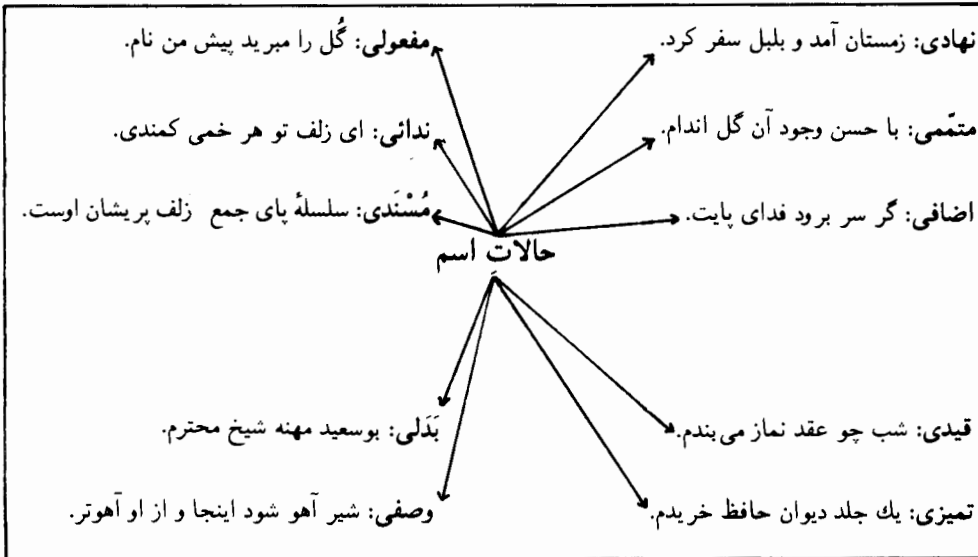 نهادی: زمستان آمد و بلبل سفر کرد.
مفعولی: گُل را مبرید پیش من نام.
متمّمی: با حسن وجود آن گل اندام.
ندائی: ای زلف تو هر خمی کمندی.
اضافی: گر سر برود فدای پایت.
مُسْنَدی: سلسلهٔ پای جمع زلف پریشان اوست.
حالاتِ اسم
قیدی: شب چو عقد نماز می‌بندم.
بَدَلی: بوسعید مهنه شیخ محترم.
تمیزی: یك جلد دیوان حافظ خریدم.
وصفی: شیر آهو شود اینجا و از او آهوتر.